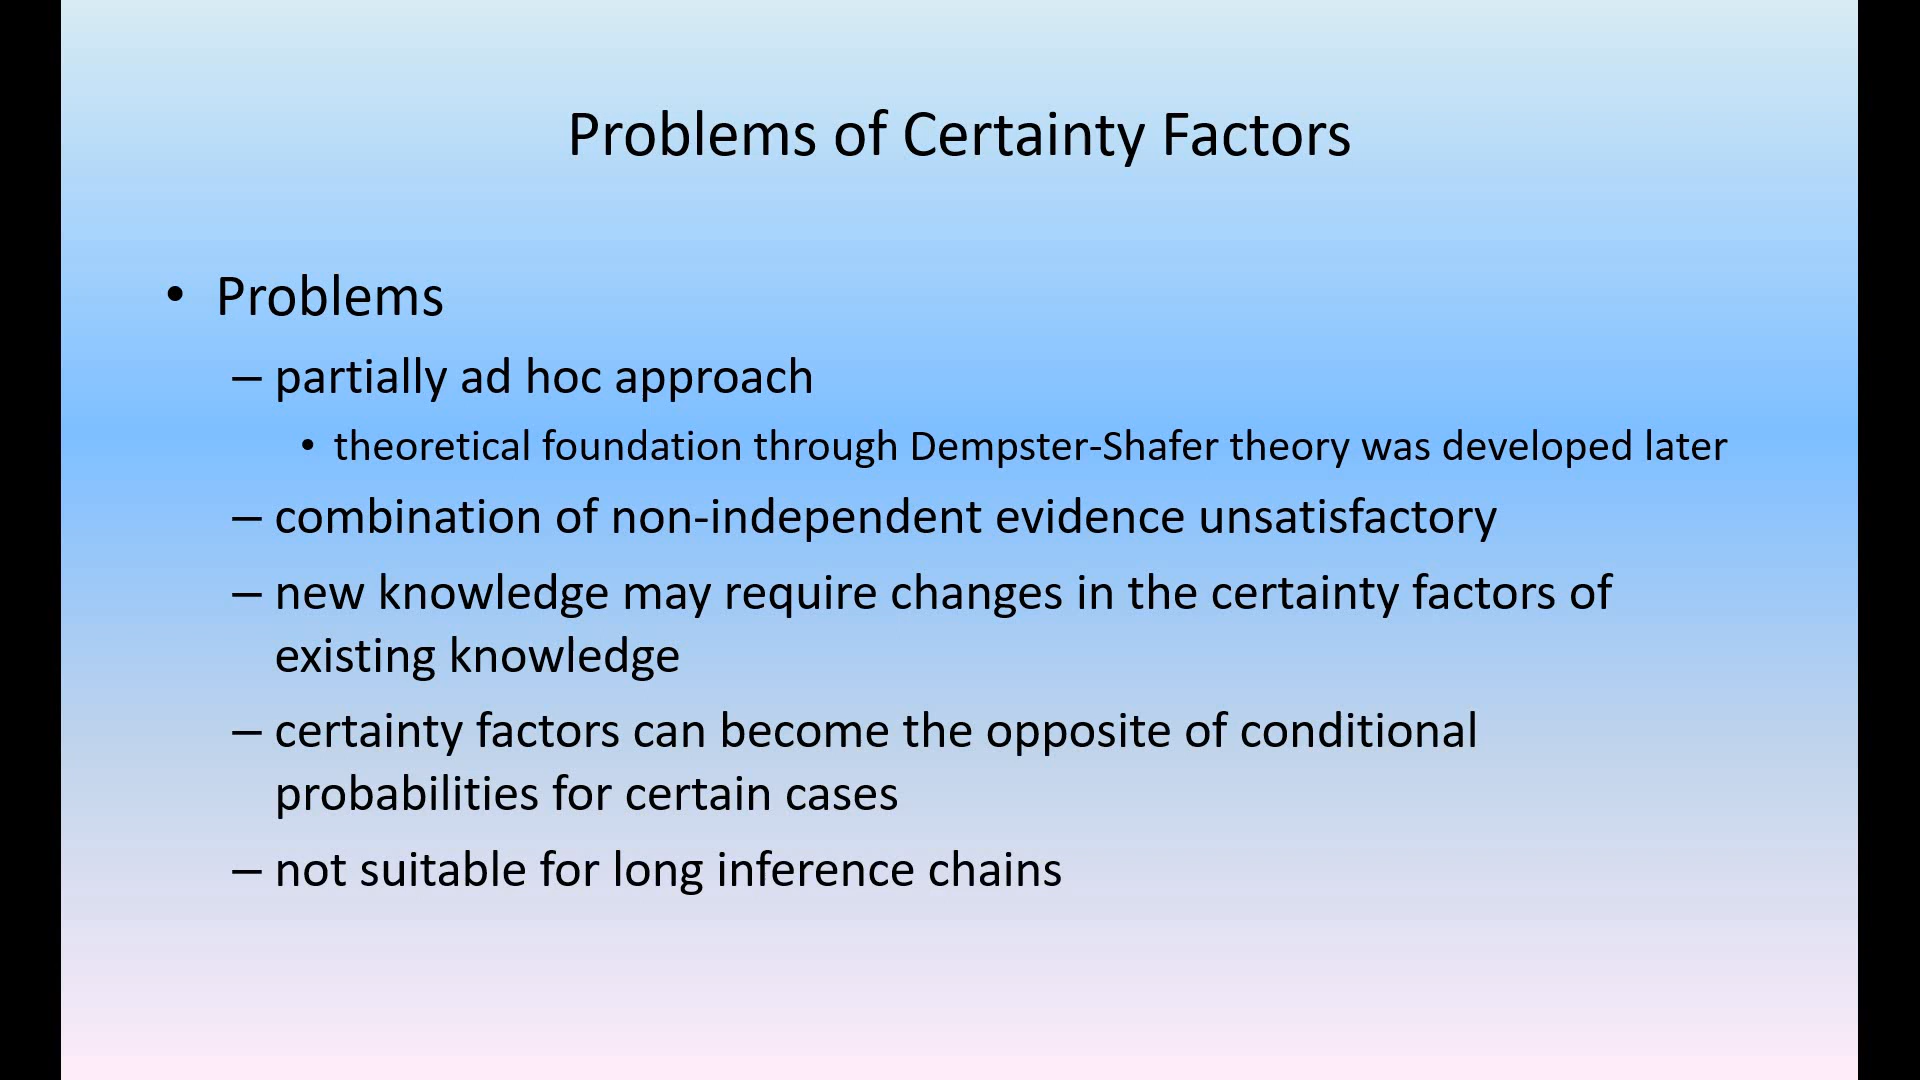 Problems of Certainty Factors
• Problems
– partially ad hoc approach
• theoretical foundation through Dempster-Shafer theory was developed later
– combination of non-independent evidence unsatisfactory
– new knowledge may require changes in the certainty factors of
existing knowledge
– certainty factors can become the opposite of conditional
probabilities for certain cases
– not suitable for long inference chains